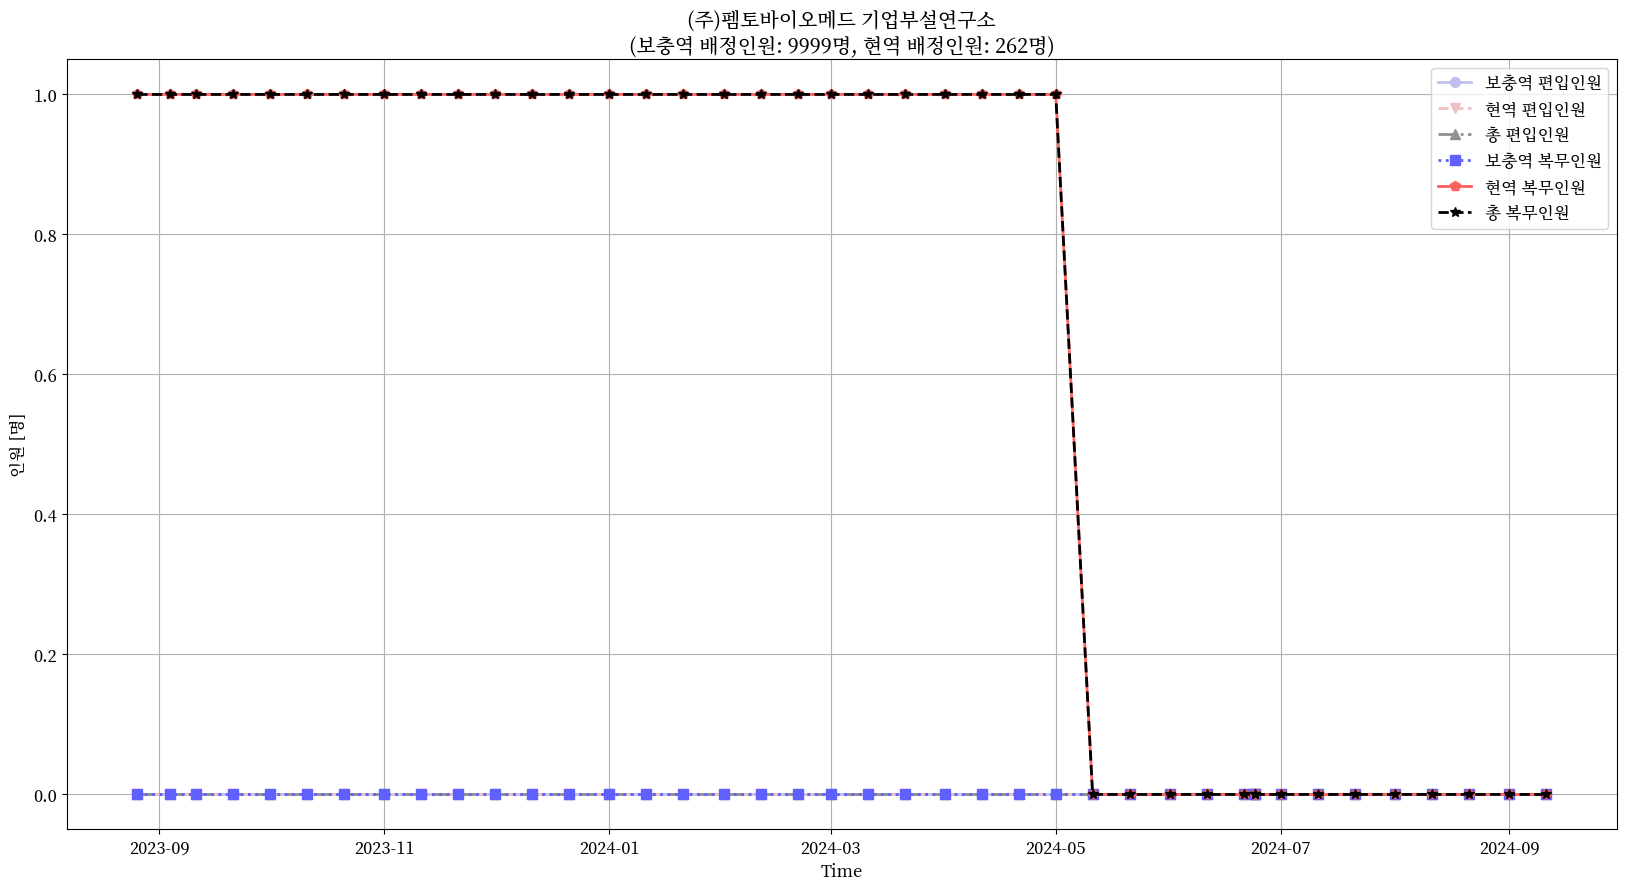 (주)펨토바이오메드 기업부설연구소
(보충역 배정인원: 9999명, 현역 배정인원: 262명)
보충역 편입인원
현역 편입인원
총 편입인원
보충역 복무인원
현역 복무인원
총 복무인원
1.0
0.8
0.6
0.4
0.2
0.0
인원 [명]
2023-09
2023-11
2024-01
2024-03
2024-05
2024-07
2024-09
Time